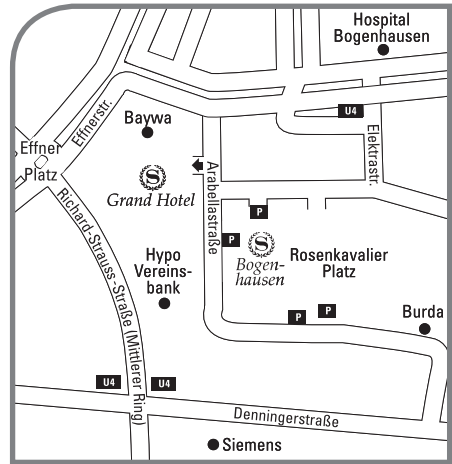 Hospital
Bogenhausen
U4
Elektrastr.
Effnerstr.
Baywa
Effner
Platz
S
Grand Hotel
Arabellastraße
P
P
S
Bogen-
hausen
Rosenkavalier
Platz
Richard-Strauss-Straße (Mittlerer Ring)
Hypo
Vereins-
bank
P
P
Burda
U4
U4
Denningerstraße
Siemens